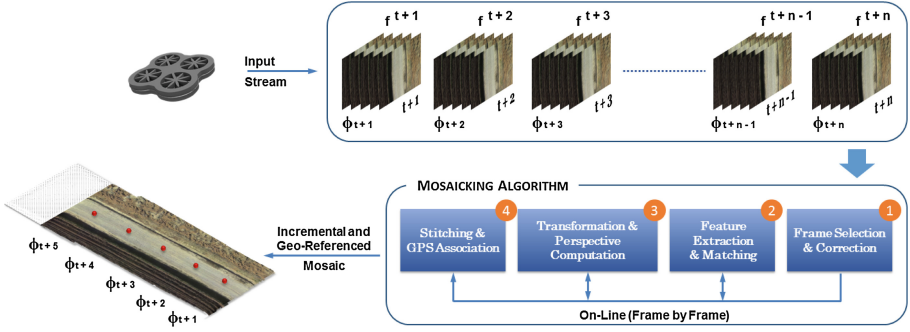 f t+1
f t+2
f t+3
f t+n-1
f t+n
Input
Stream
t+1
t+2
t+3
t+n-1
t+n
ϕt+1
ϕt+2
ϕt+3
ϕt+n-1
ϕt+n
MOSAICKING ALGORITHM
4
Stitching &
GPS Association
3
Transformation &
Perspective
Computation
2
Feature
Extraction
& Matching
1
Frame Selection
& Correction
On-Line (Frame by Frame)
Incremental and
Geo-Referenced
Mosaic
ϕt+5
ϕt+4
ϕt+3
ϕt+2
ϕt+1